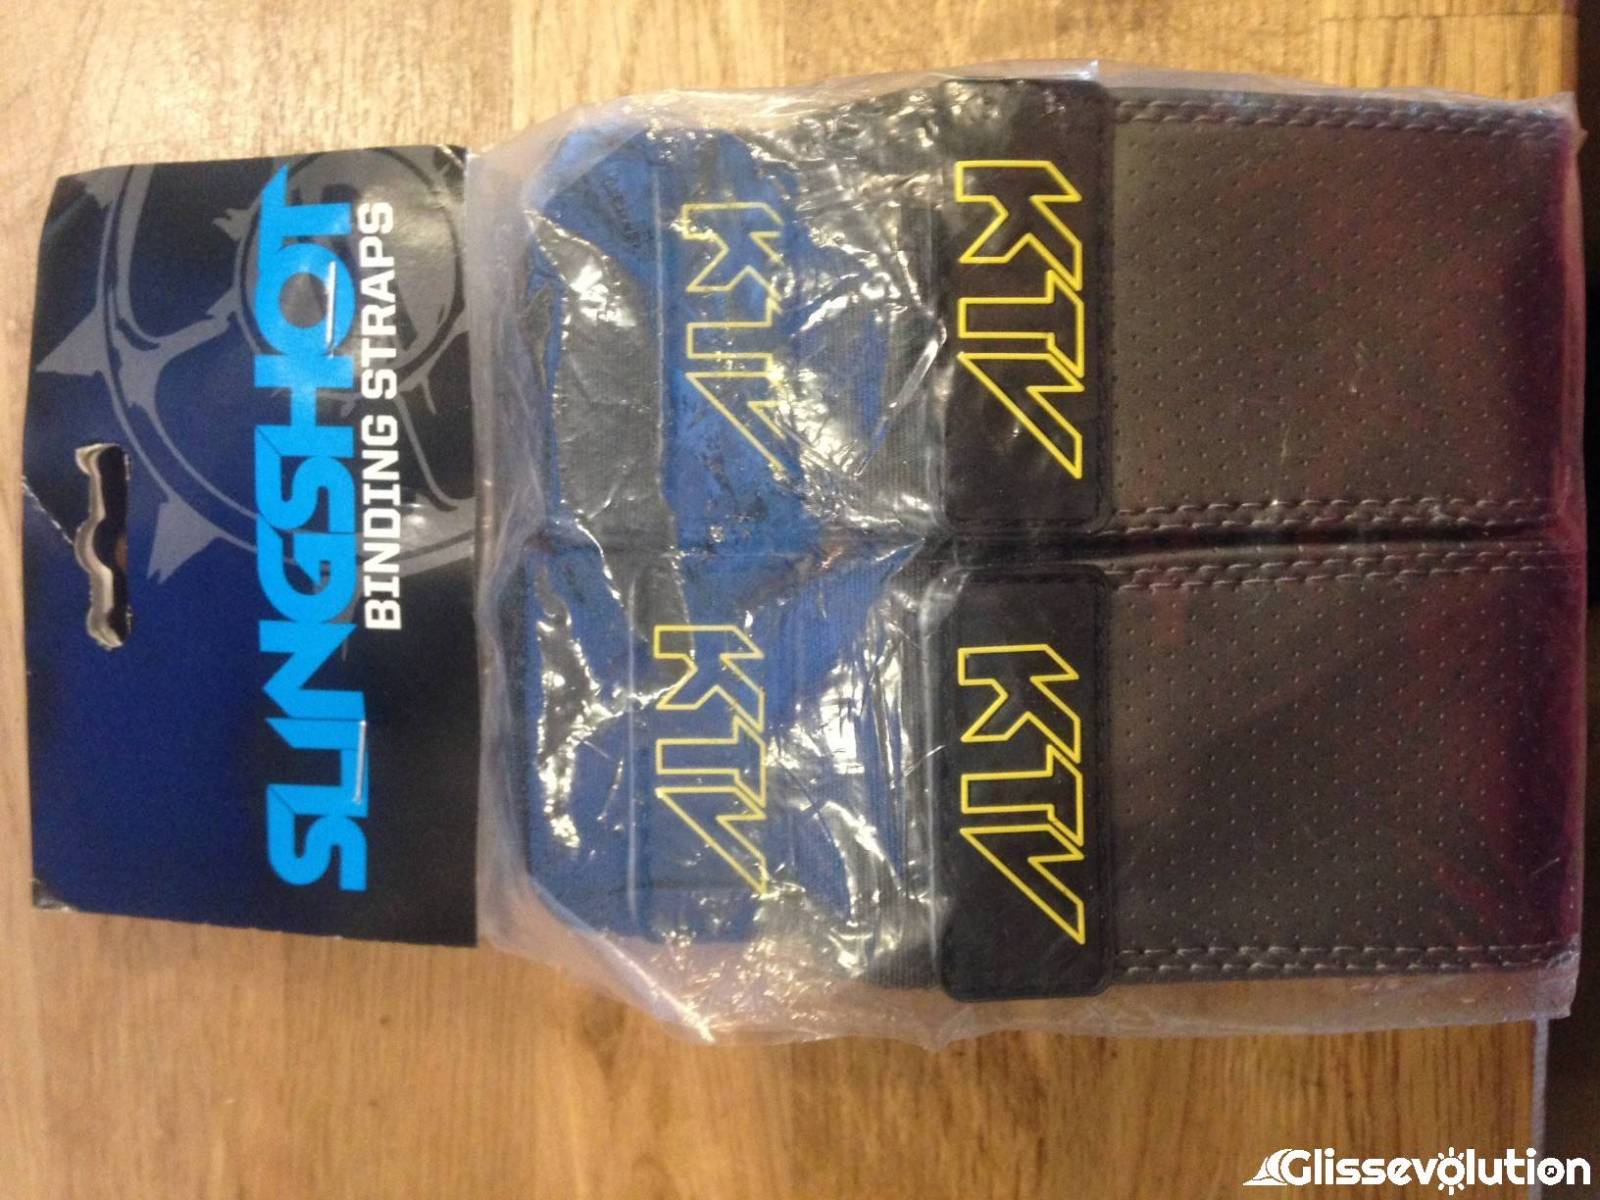 SLINGSHOT
BINDING STRAPS
KTV
KTV
KTV
KTV
Glissevolution